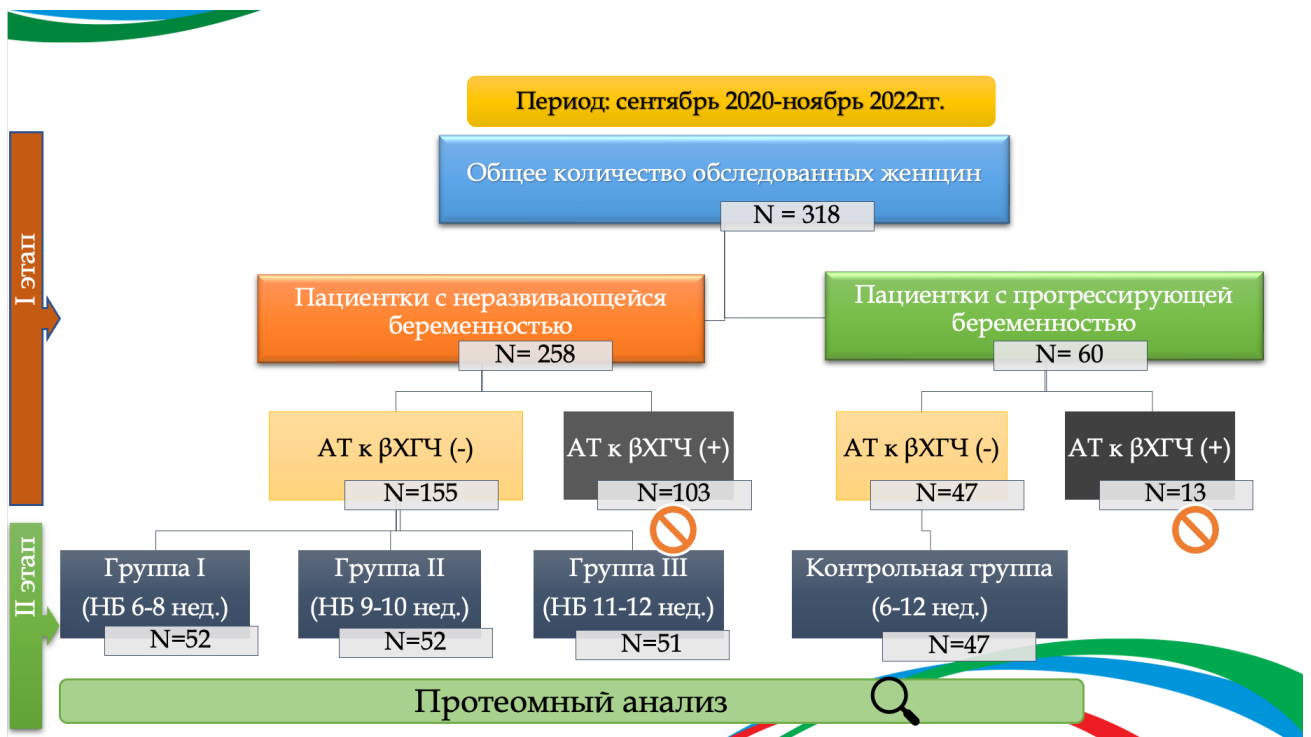 Период: сентябрь 2020-ноябрь 2022гг.
Общее количество обследованных женщин
N = 318
I этап
Пациентки с неразвивающейся
беременностью
N= 258
Пациентки с прогрессирующей
беременностью
N= 60
АТ к βХГЧ (-)
N=155
АТ к βХГЧ (+)
N=103
АТ к βХГЧ (-)
N=47
АТ к βХГЧ (+)
N=13
II этап
Группа I
(НБ 6-8 нед.)
N=52
Группа II
(НБ 9-10 нед.)
N=52
Группа III
(НБ 11-12 нед.)
N=51
Контрольная группа
(6-12 нед.)
N=47
Протеомный анализ